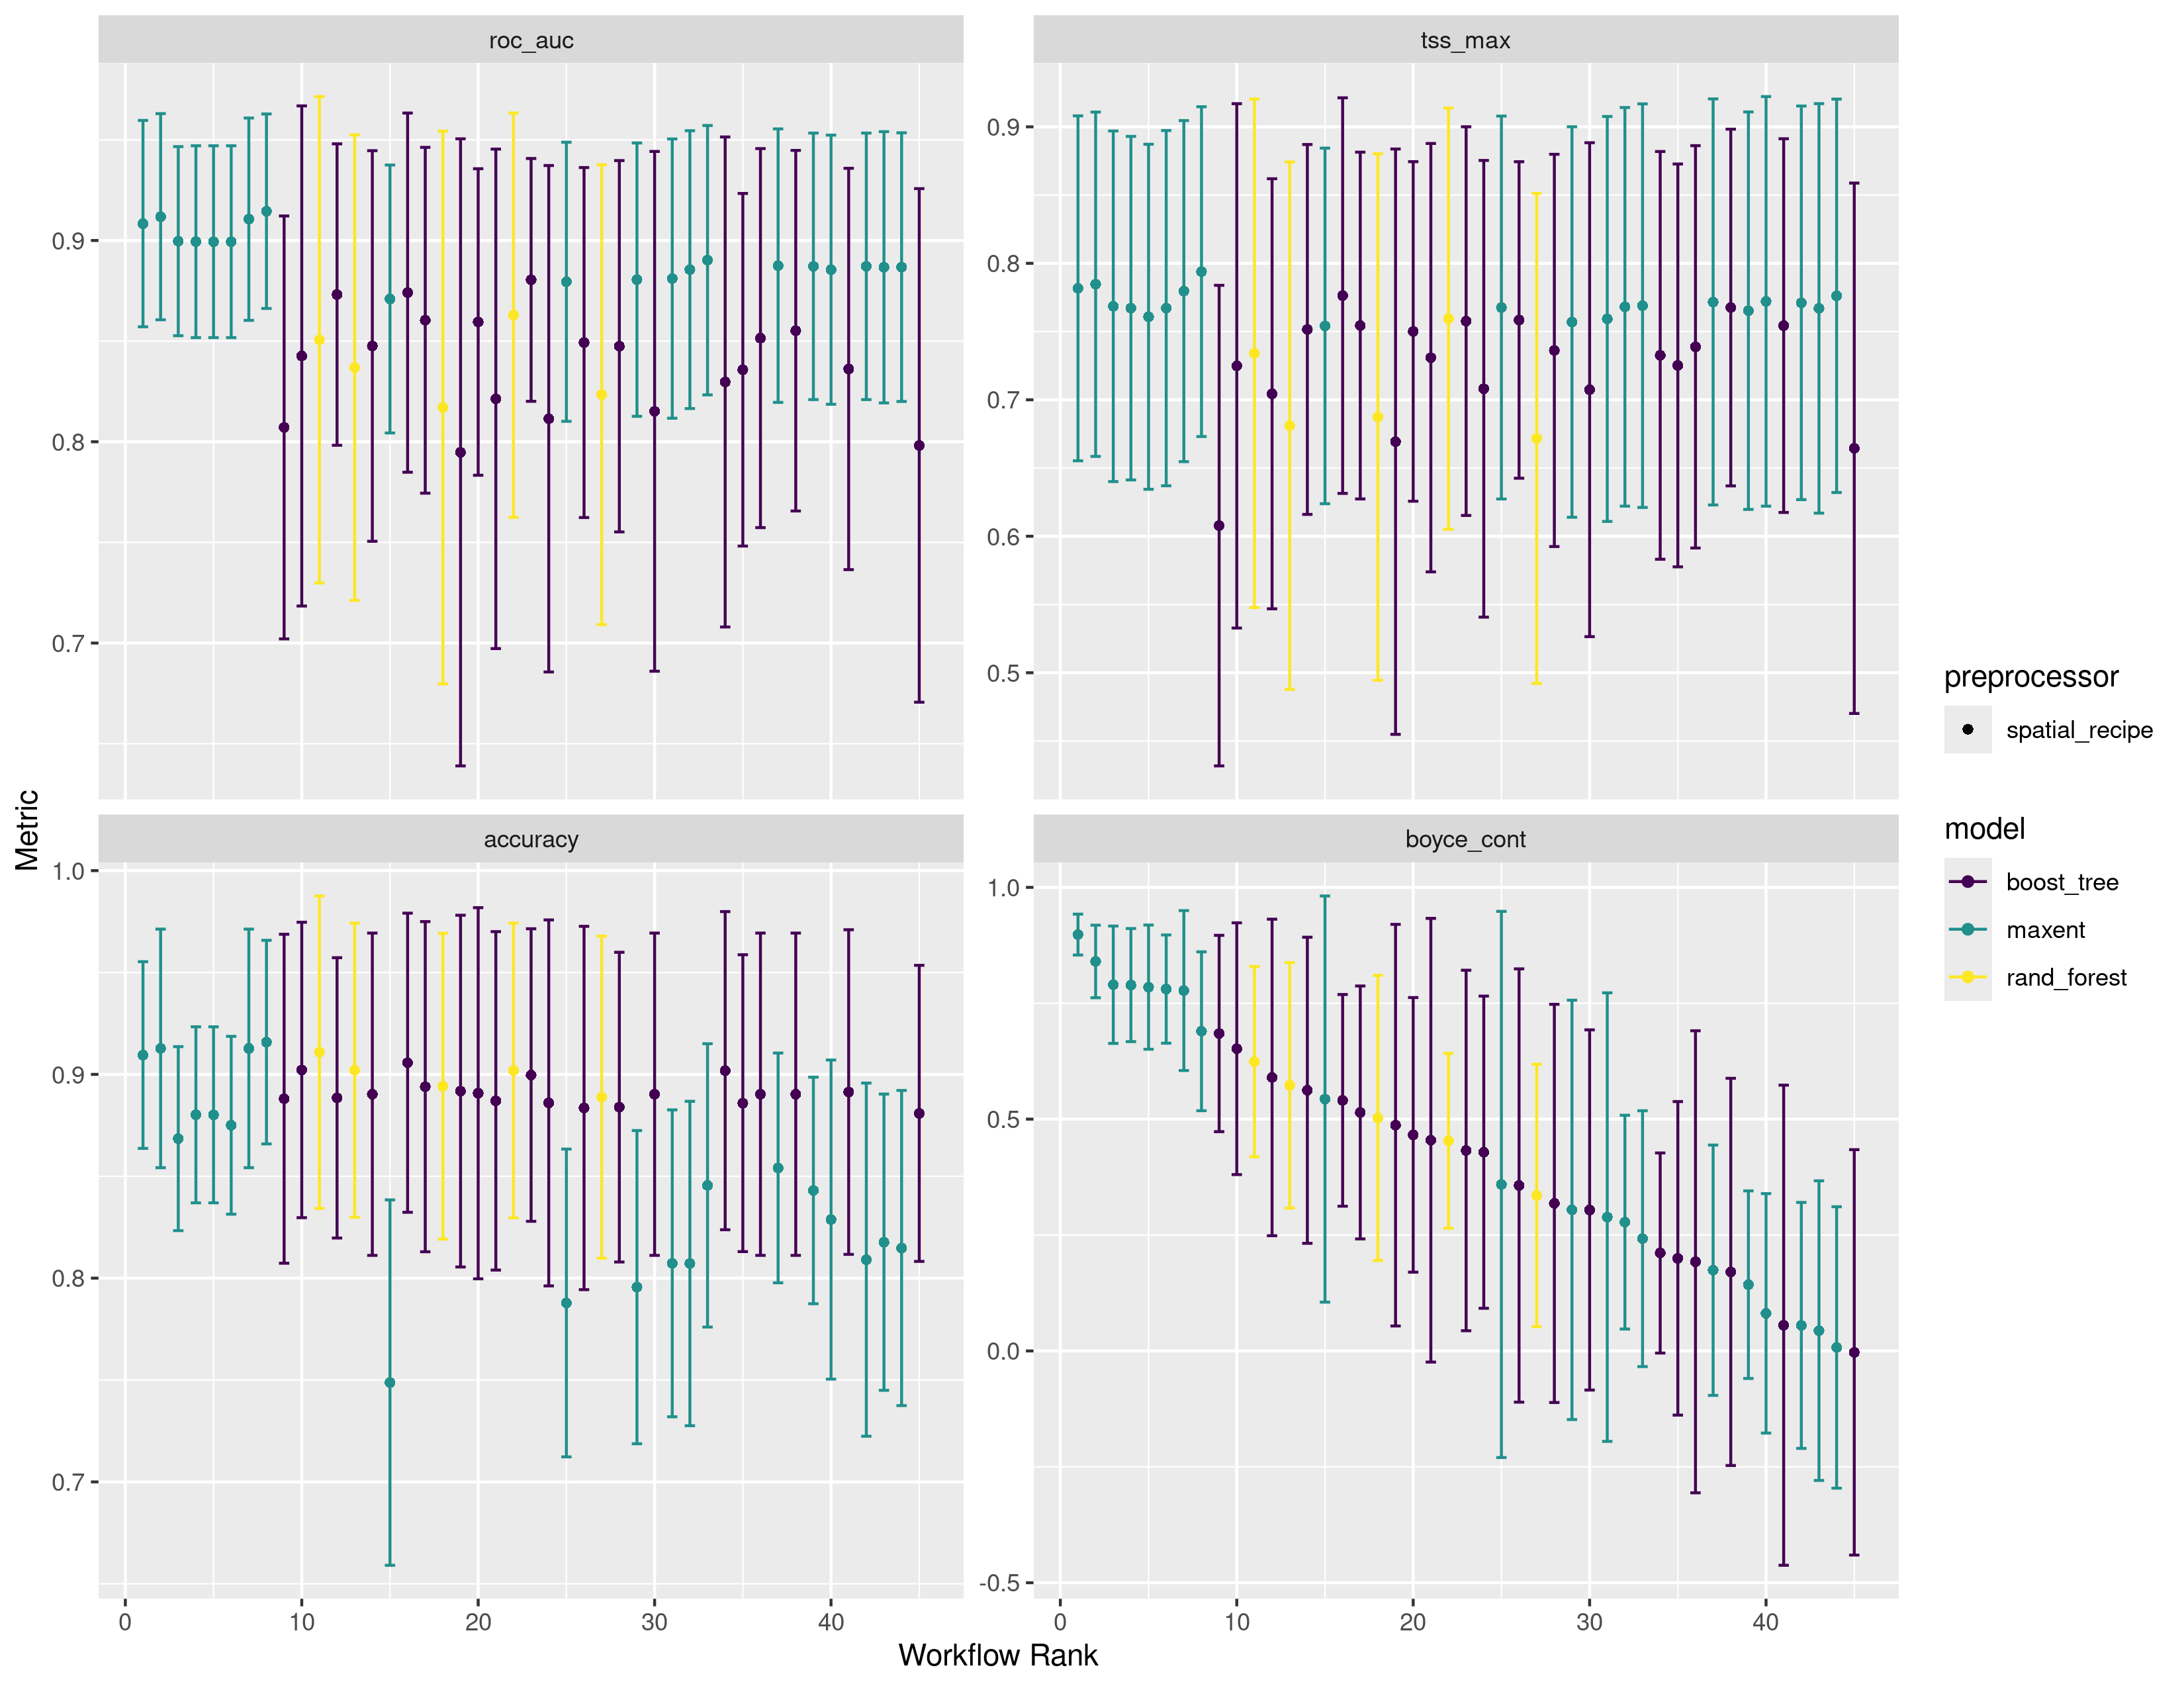 roc_auc
tss_max
0.9
0.8
0.7
0.9
0.8
0.7
0.6
0.5
Metric
accuracy
boyce_cont
1.0
0.9
0.8
0.7
1.0
0.5
0.0
-0.5
0 10 20 30 40
0 10 20 30 40
Workflow Rank
preprocessor
spatial_recipe
model
boost_tree
maxent
rand_forest